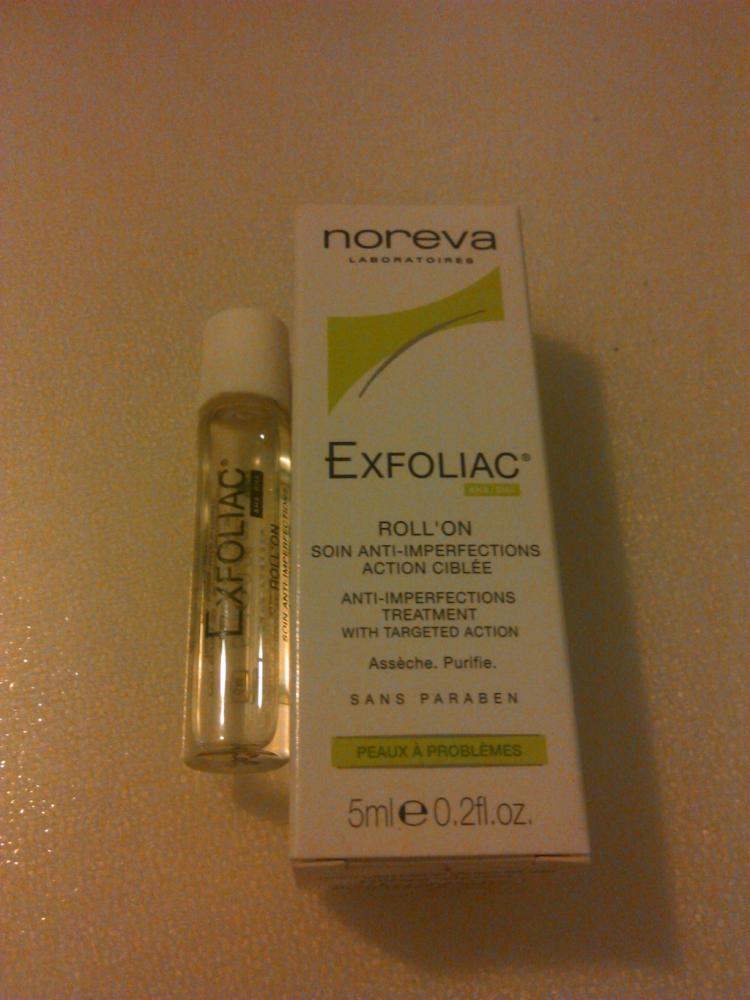 noreva
LABORATOIRES
EXFOLIAC®
ROLL'ON
SOIN ANTI-IMPERFECTIONS
ACTION CIBLÉE
ANTI-IMPERFECTIONS
TREATMENT
WITH TARGETED ACTION
Assèche. Purifie.
SANS PARABEN
PEAUX À PROBLÈMES
5ml e 0.2fl.oz.
EXFOLIAC®
ROLL'ON
SOIN ANTI-IMPERFECTIONS